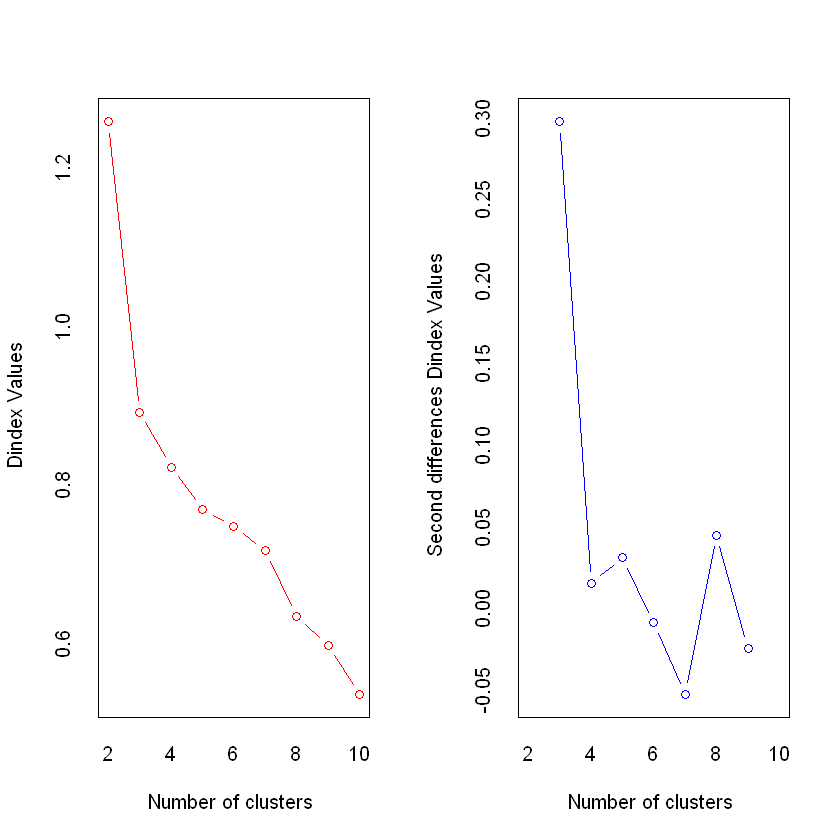 Dindex Values
1.2
1.0
0.8
0.6
2 4 6 8 10
Number of clusters
Second differences Dindex Values
0.30
0.25
0.20
0.15
0.10
0.05
0.00
-0.05
2 4 6 8 10
Number of clusters